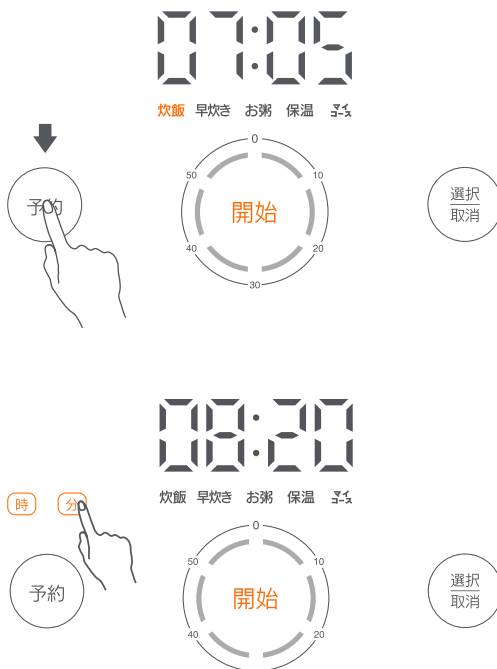 07:05
炊飯 早炊き お粥 保温 マイコース
予約
0
50 10
開始
40 20
30
選択
取消
08:20
炊飯 早炊き お粥 保温 マイコース
時 分
0
50 10
予約
開始
40 20
選択
取消